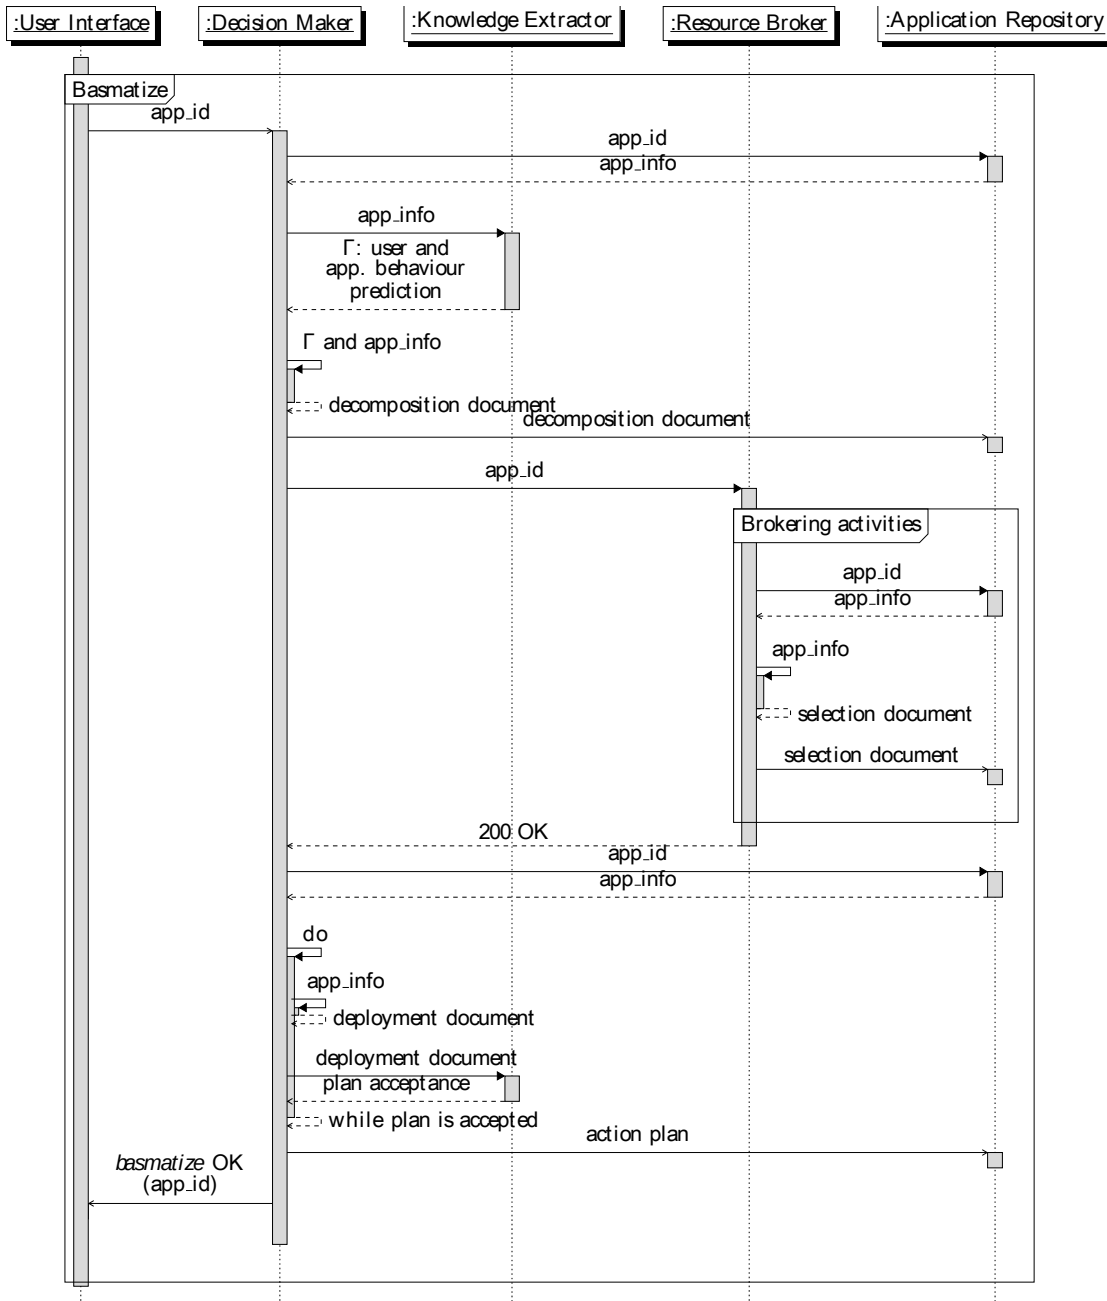 :User Interface
:Decision Maker
:Knowledge Extractor
:Resource Broker
:Application Repository
Basmatize
app_id
app_id
app_info
app_info
Γ: user and
app. behaviour
prediction
Γ and app_info
decomposition document
decomposition document
app_id
Brokering activities
app_id
app_info
app_info
selection document
selection document
200 OK
app_id
app_info
do
app_info
deployment document
deployment document
plan acceptance
while plan is accepted
action plan
basmatize OK
(app_id)